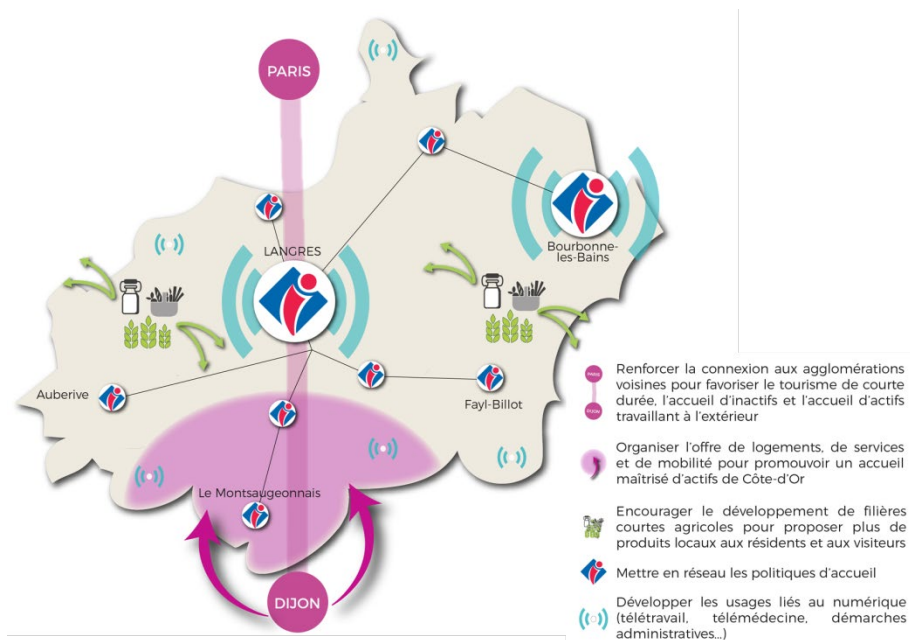 PARIS
LANGRES
Bourbonne-
les-Bains
Auberive
Fayl-Billot
Le Montsaugeonnais
DIJON
PARIS
DIJON
Renforcer la connexion aux agglomérations
voisines pour favoriser le tourisme de courte
durée, l'accueil d'inactifs et l'accueil d'actifs
travaillant à l'extérieur
Organiser l'offre de logements, de services
et de mobilité pour promouvoir un accueil
maîtrisé d'actifs de Côte-d'Or
Encourager le développement de filières
courtes agricoles pour proposer plus de
produits locaux aux résidents et aux visiteurs
Mettre en réseau les politiques d'accueil
Développer les usages liés au numérique
(télétravail, télémédecine, démarches
administratives...)